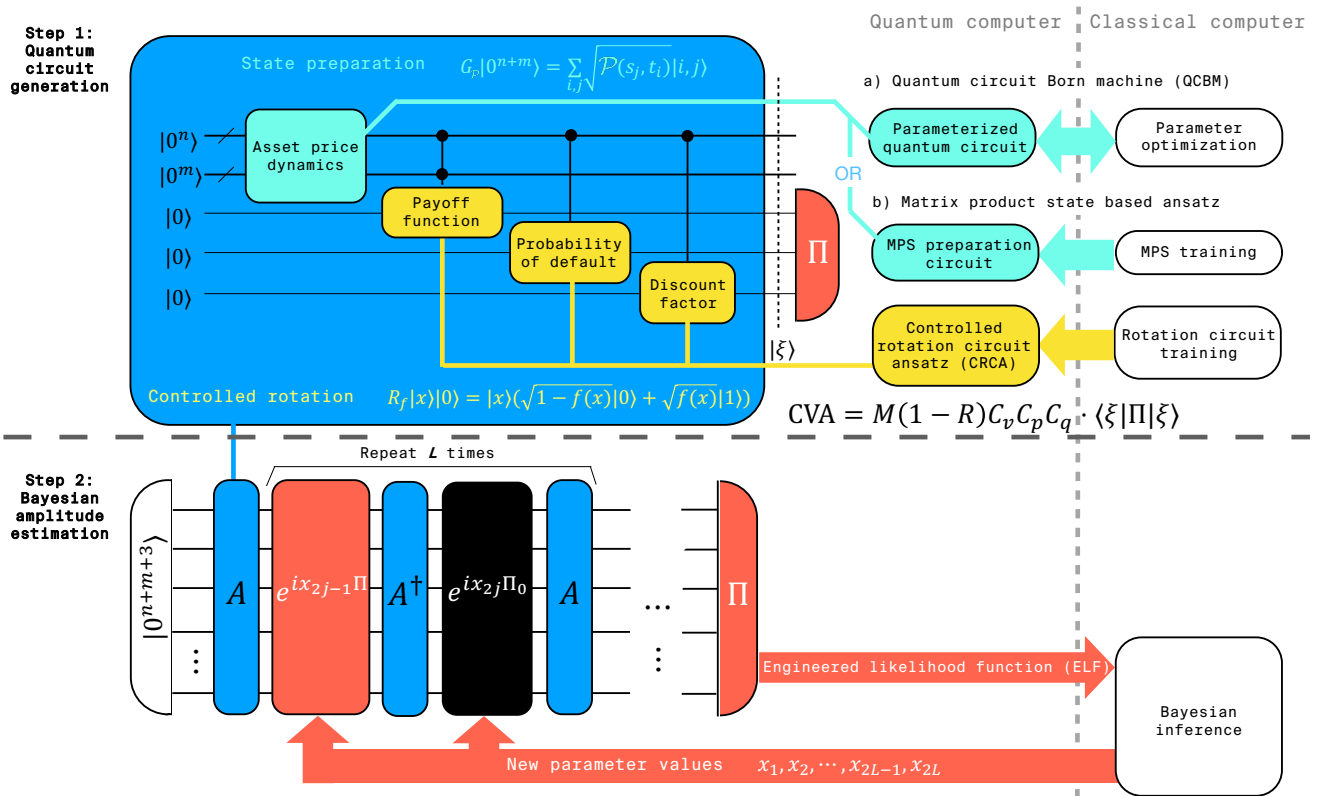 Quantum computer
Classical computer
Step 1:
Quantum
circuit
generation
State preparation
G_𝒫|0^{n+m}⟩ = ∑_{i,j} √𝒫(s_j, t_i)|i, j⟩
a) Quantum circuit Born machine (QCBM)
|0^n⟩
|0^m⟩
|0⟩
|0⟩
|0⟩
Asset price
dynamics
Payoff
function
Probability
of default
Discount
factor
Π
|ξ⟩
Parameterized
quantum circuit
Parameter
optimization
OR
b) Matrix product state based ansatz
MPS preparation
circuit
MPS training
Controlled
rotation circuit
ansatz (CRCA)
Rotation circuit
training
Controlled rotation
R_f|x⟩|0⟩ = |x⟩(√1 − f(x)|0⟩ + √f(x)|1⟩)
CVA = M(1 − R)C_vC_pC_q · ⟨ξ|Π|ξ⟩
Step 2:
Bayesian
amplitude
estimation
Repeat L times
|0^{n+m+3}⟩
⋮
A
e^{ix_{2j−1}Π}
A^†
e^{ix_{2j}Π_0}
A
…
⋮
Π
Engineered likelihood function (ELF)
Bayesian
inference
New parameter values x_1, x_2, ⋯, x_{2L−1}, x_{2L}